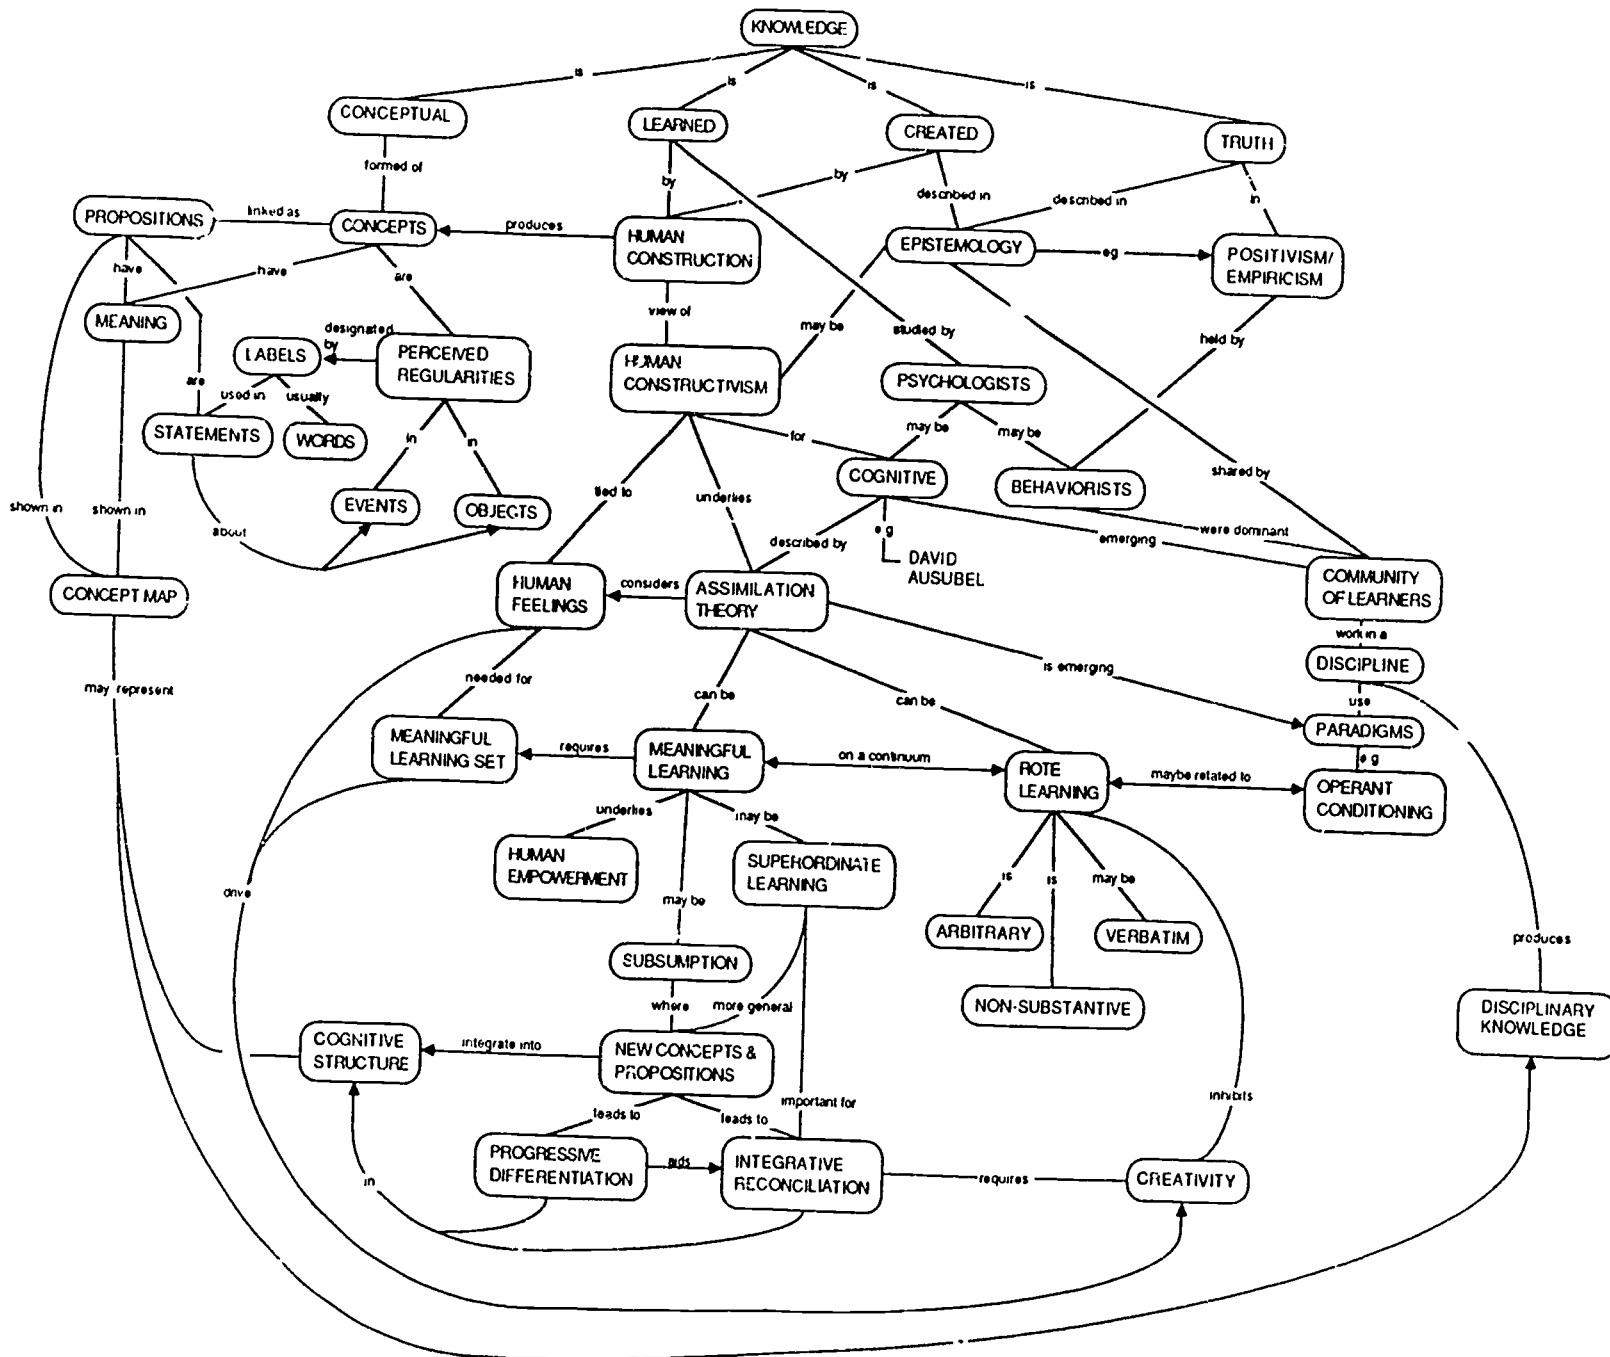 KNOWLEDGE
is
is
is
is
CONCEPTUAL
LEARNED
CREATED
TRUTH
formed of
by
by
described in
described in
in
PROPOSITIONS
linked as
CONCEPTS
produces
HUMAN
CONSTRUCTION
EPISTEMOLOGY
eg
POSITIVISM/
EMPIRICISM
have
have
are
view of
may be
studied by
held by
MEANING
designated
by
LABELS
PERCEIVED
REGULARITIES
HUMAN
CONSTRUCTIVISM
PSYCHOLOGISTS
are
used in
usually
in
in
for
may be
may be
shared by
STATEMENTS
WORDS
COGNITIVE
BEHAVIORISTS
shown in
shown in
about
EVENTS
OBJECTS
tied to
underlies
described by
e g
DAVID
AUSUBEL
emerging
were dominant
CONCEPT MAP
HUMAN
FEELINGS
considers
ASSIMILATION
THEORY
COMMUNITY
OF LEARNERS
work in a
DISCIPLINE
may represent
needed for
can be
can be
is emerging
use
PARADIGMS
e g
MEANINGFUL
LEARNING SET
requires
MEANINGFUL
LEARNING
on a continuum
ROTE
LEARNING
maybe related to
OPERANT
CONDITIONING
underlies
may be
may be
HUMAN
EMPOWERMENT
SUPERORDINATE
LEARNING
is
is
may be
drive
ARBITRARY
VERBATIM
produces
SUBSUMPTION
where
more general
NON-SUBSTANTIVE
DISCIPLINARY
KNOWLEDGE
COGNITIVE
STRUCTURE
integrate into
NEW CONCEPTS &
PROPOSITIONS
important for
inhibits
leads to
leads to
in
PROGRESSIVE
DIFFERENTIATION
aids
INTEGRATIVE
RECONCILIATION
requires
CREATIVITY